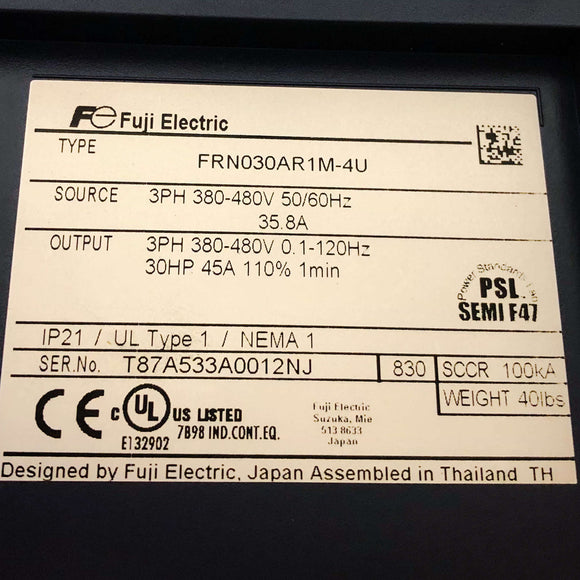 Fe Fuji Electric
TYPE FRN030AR1M-4U
SOURCE 3PH 380-480V 50/60Hz
35.8A
OUTPUT 3PH 380-480V 0.1-120Hz
30HP 45A 110% 1min
Power Standards Lab
PSL
SEMI F47
IP21 / UL Type 1 / NEMA 1
SER.No. T87A533A0012NJ 830 SCCR 100kA
WEIGHT 40lbs
CE c UL US LISTED
7B98 IND.CONT.EQ.
E132902
Fuji Electric
Suzuka, Mie
513 8633
Japan
Designed by Fuji Electric, Japan Assembled in Thailand TH